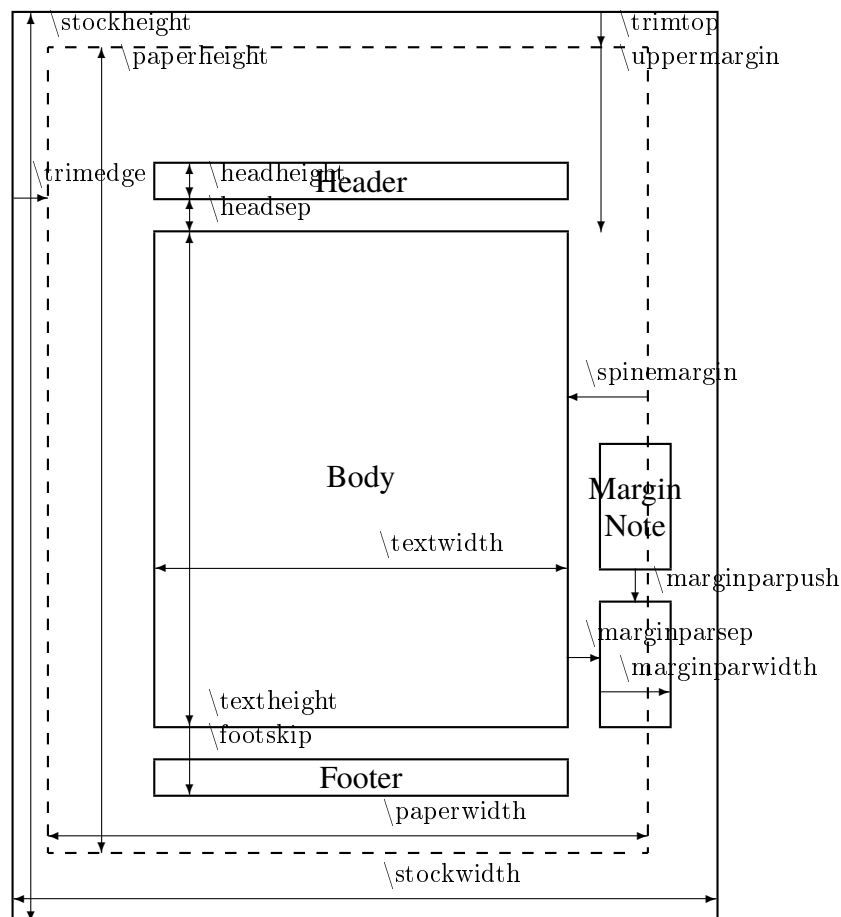 \stockheight
\trimtop
\paperheight
\uppermargin
\trimedge
\headheight
Header
\headsep
\spinemargin
Body
Margin
Note
\textwidth
\marginparpush
\marginparsep
\marginparwidth
\textheight
\footskip
Footer
\paperwidth
\stockwidth